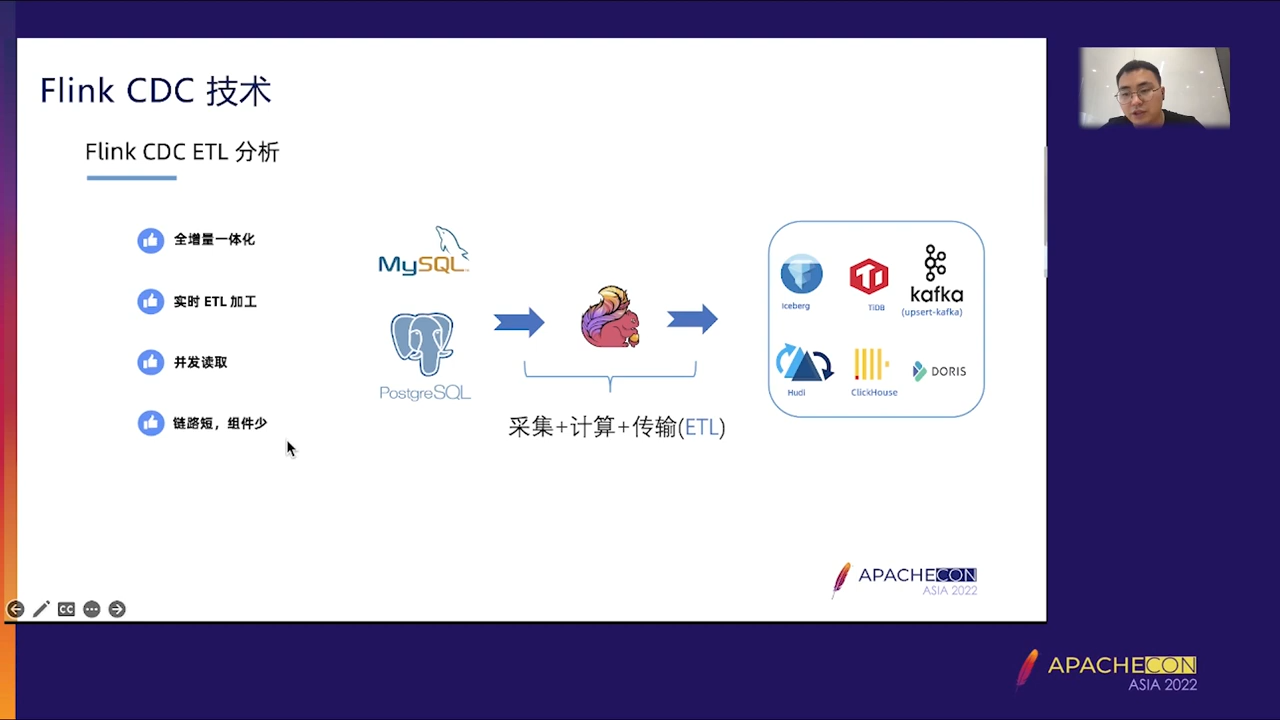 Flink CDC 技术
Flink CDC ETL 分析
全增量一体化
实时 ETL 加工
并发读取
链路短，组件少
MySQL
PostgreSQL
采集+计算+传输(ETL)
Iceberg
TiDB
kafka
(upsert-kafka)
Hudi
ClickHouse
DORIS
APACHECON
ASIA 2022
CC
APACHECON
ASIA 2022